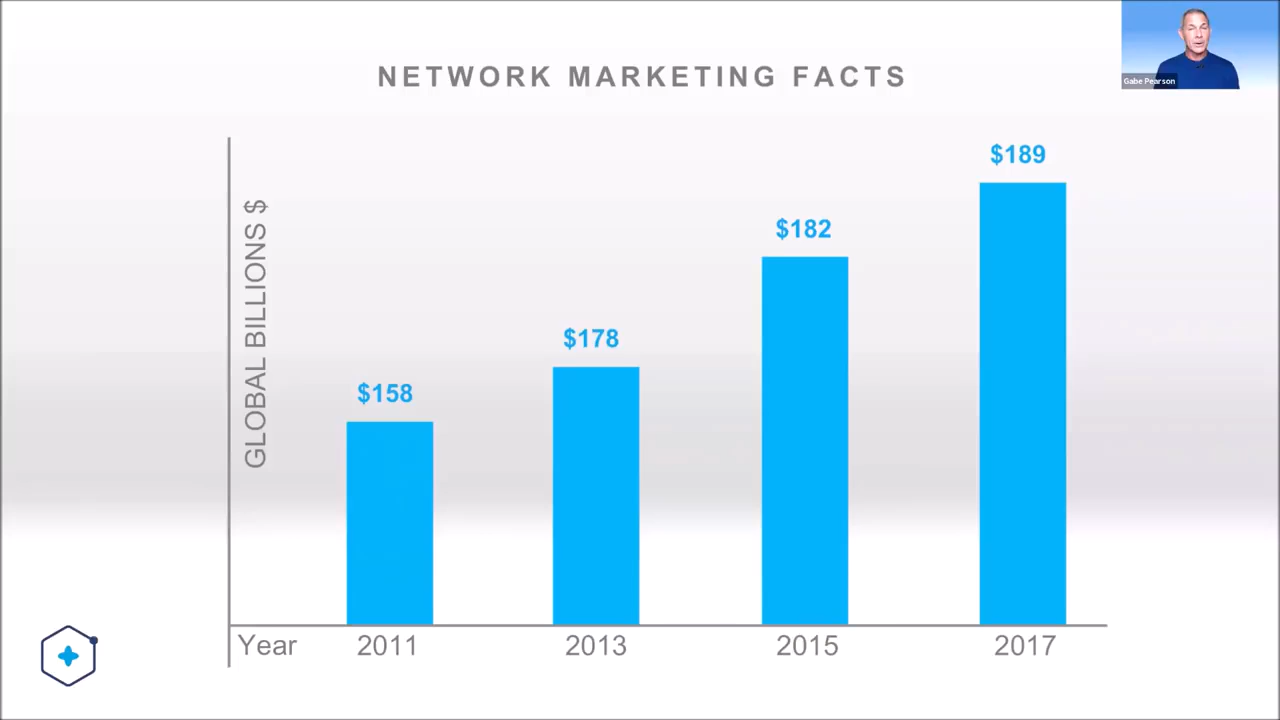 NETWORK MARKETING FACTS
Gabe Pearson
GLOBAL BILLIONS $
$158
$178
$182
$189
Year 2011 2013 2015 2017